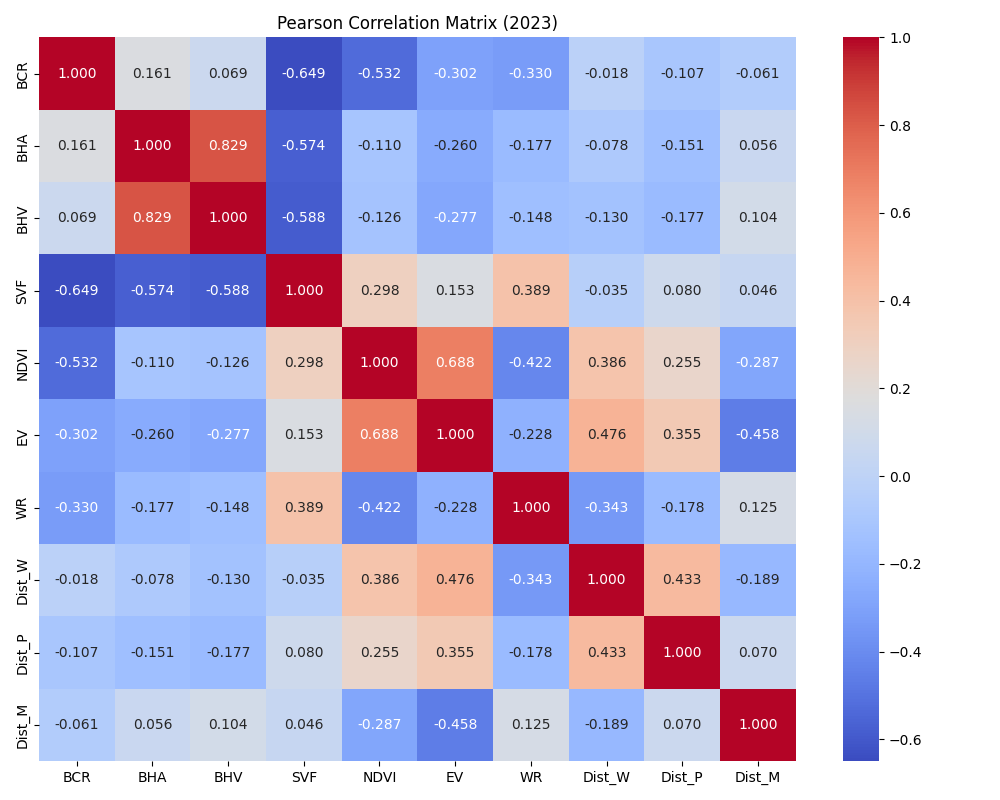 Pearson Correlation Matrix (2023)
BCR 1.000 0.161 0.069 -0.649 -0.532 -0.302 -0.330 -0.018 -0.107 -0.061
BHA 0.161 1.000 0.829 -0.574 -0.110 -0.260 -0.177 -0.078 -0.151 0.056
BHV 0.069 0.829 1.000 -0.588 -0.126 -0.277 -0.148 -0.130 -0.177 0.104
SVF -0.649 -0.574 -0.588 1.000 0.298 0.153 0.389 -0.035 0.080 0.046
NDVI -0.532 -0.110 -0.126 0.298 1.000 0.688 -0.422 0.386 0.255 -0.287
EV -0.302 -0.260 -0.277 0.153 0.688 1.000 -0.228 0.476 0.355 -0.458
WR -0.330 -0.177 -0.148 0.389 -0.422 -0.228 1.000 -0.343 -0.178 0.125
Dist_W -0.018 -0.078 -0.130 -0.035 0.386 0.476 -0.343 1.000 0.433 -0.189
Dist_P -0.107 -0.151 -0.177 0.080 0.255 0.355 -0.178 0.433 1.000 0.070
Dist_M -0.061 0.056 0.104 0.046 -0.287 -0.458 0.125 -0.189 0.070 1.000
BCR BHA BHV SVF NDVI EV WR Dist_W Dist_P Dist_M
1.0
0.8
0.6
0.4
0.2
0.0
−0.2
−0.4
−0.6